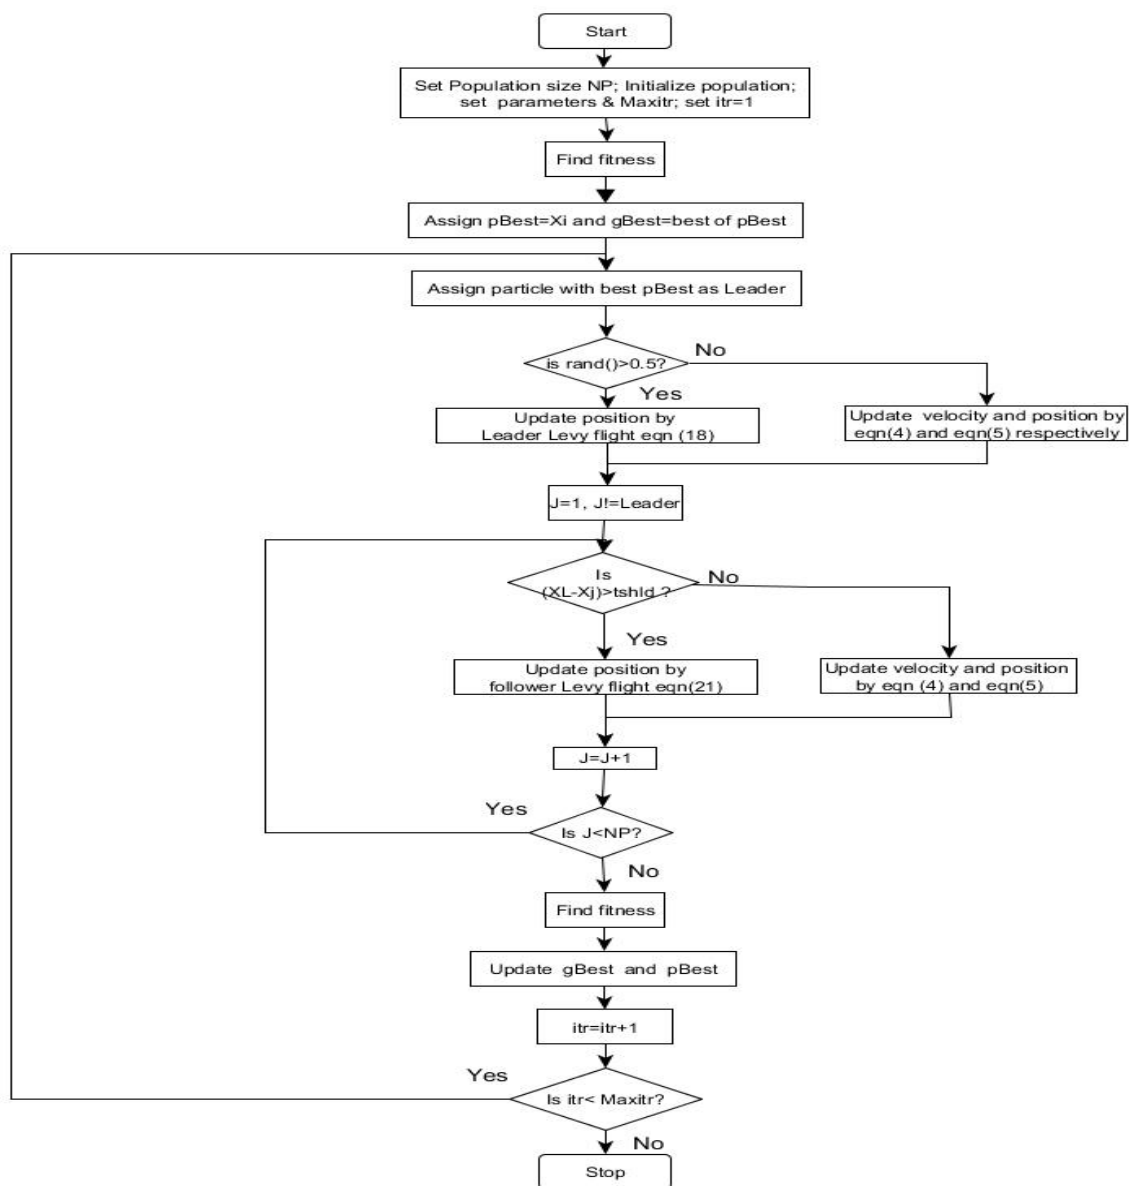 Start
Set Population size NP; Initialize population;
set parameters & Maxitr; set itr=1
Find fitness
Assign pBest=Xi and gBest=best of pBest
Assign particle with best pBest as Leader
is rand()>0.5?
No
Yes
Update position by
Leader Levy flight eqn (18)
Update velocity and position by
eqn(4) and eqn(5) respectively
J=1, J!=Leader
Is
(XL-Xj)>tshld ?
No
Yes
Update position by
follower Levy flight eqn(21)
Update velocity and position
by eqn (4) and eqn(5)
J=J+1
Yes
Is J<NP?
No
Find fitness
Update gBest and pBest
itr=itr+1
Yes
Is itr< Maxitr?
No
Stop